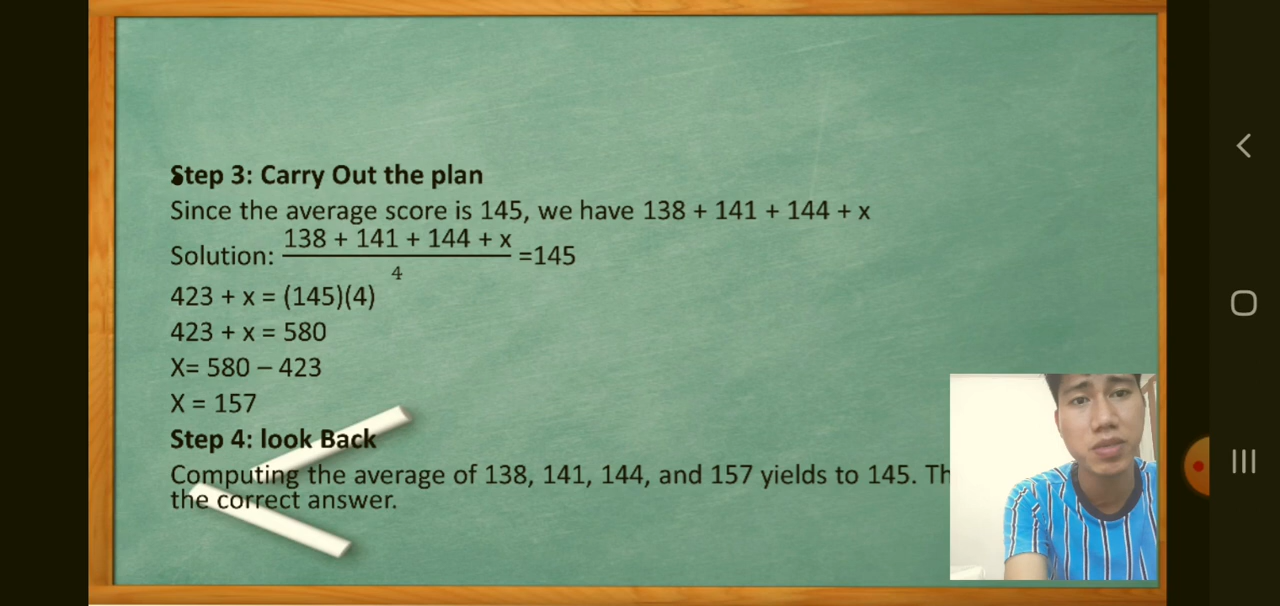 Step 3: Carry Out the plan
Since the average score is 145, we have 138 + 141 + 144 + x
Solution: \frac{138 + 141 + 144 + x}{4} =145
423 + x = (145)(4)
423 + x = 580
X= 580 – 423
X = 157
Step 4: look Back
Computing the average of 138, 141, 144, and 157 yields to 145.
the correct answer.